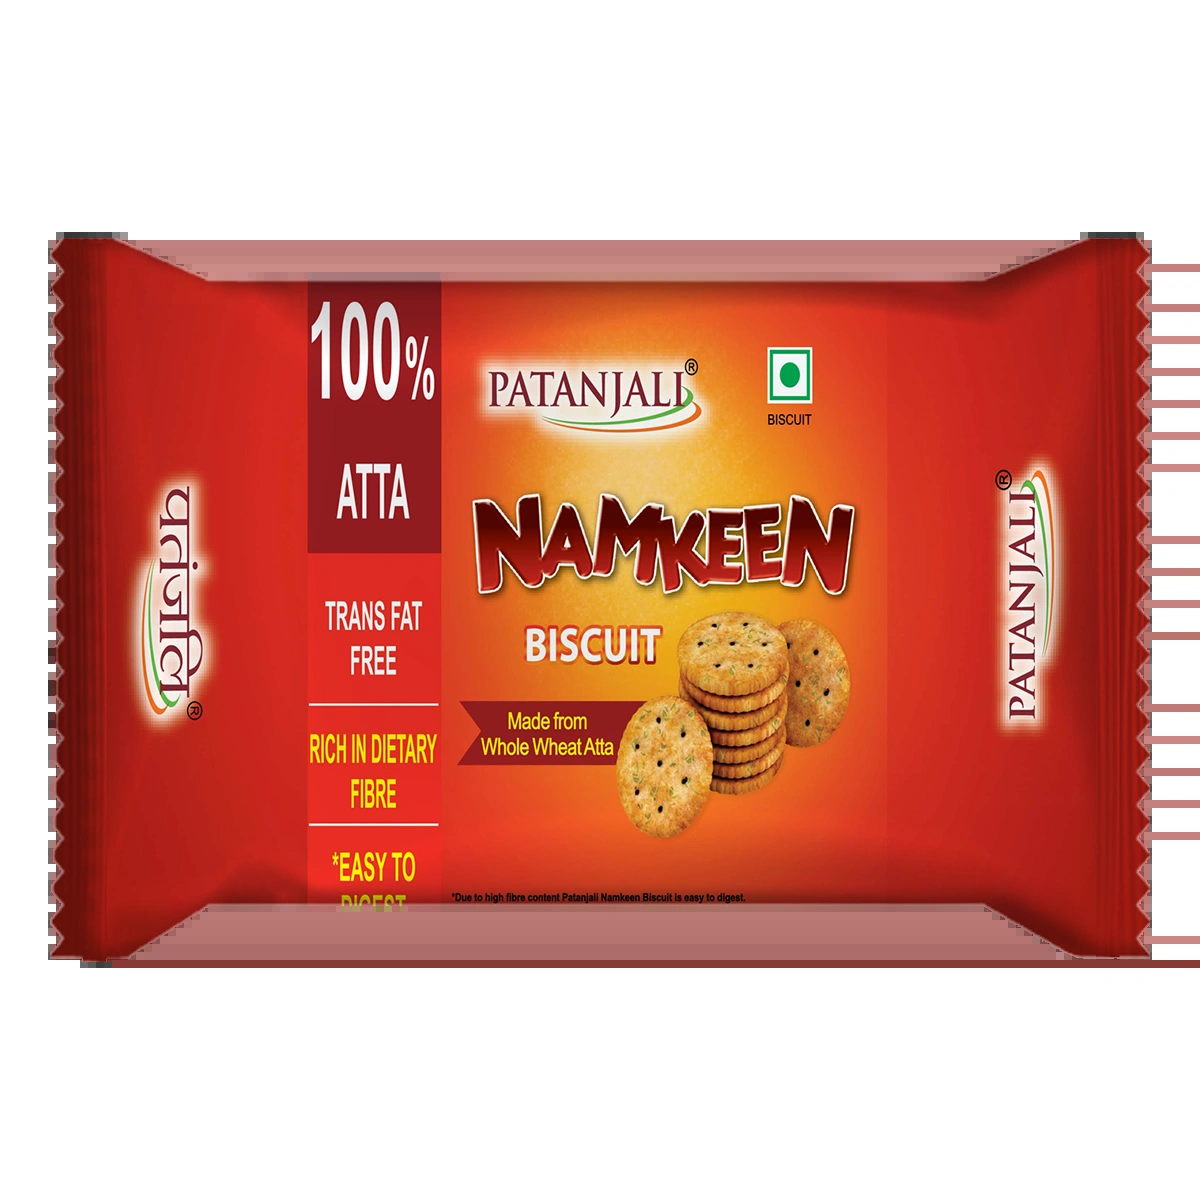 100%
ATTA
TRANS FAT
FREE
RICH IN DIETARY
FIBRE
*EASY TO
DIGEST
PATANJALI®
BISCUIT
NAMKEEN
BISCUIT
Made from
Whole Wheat Atta
*Due to high fibre content Patanjali Namkeen Biscuit is easy to digest.
पतंजलि®
PATANJALI®